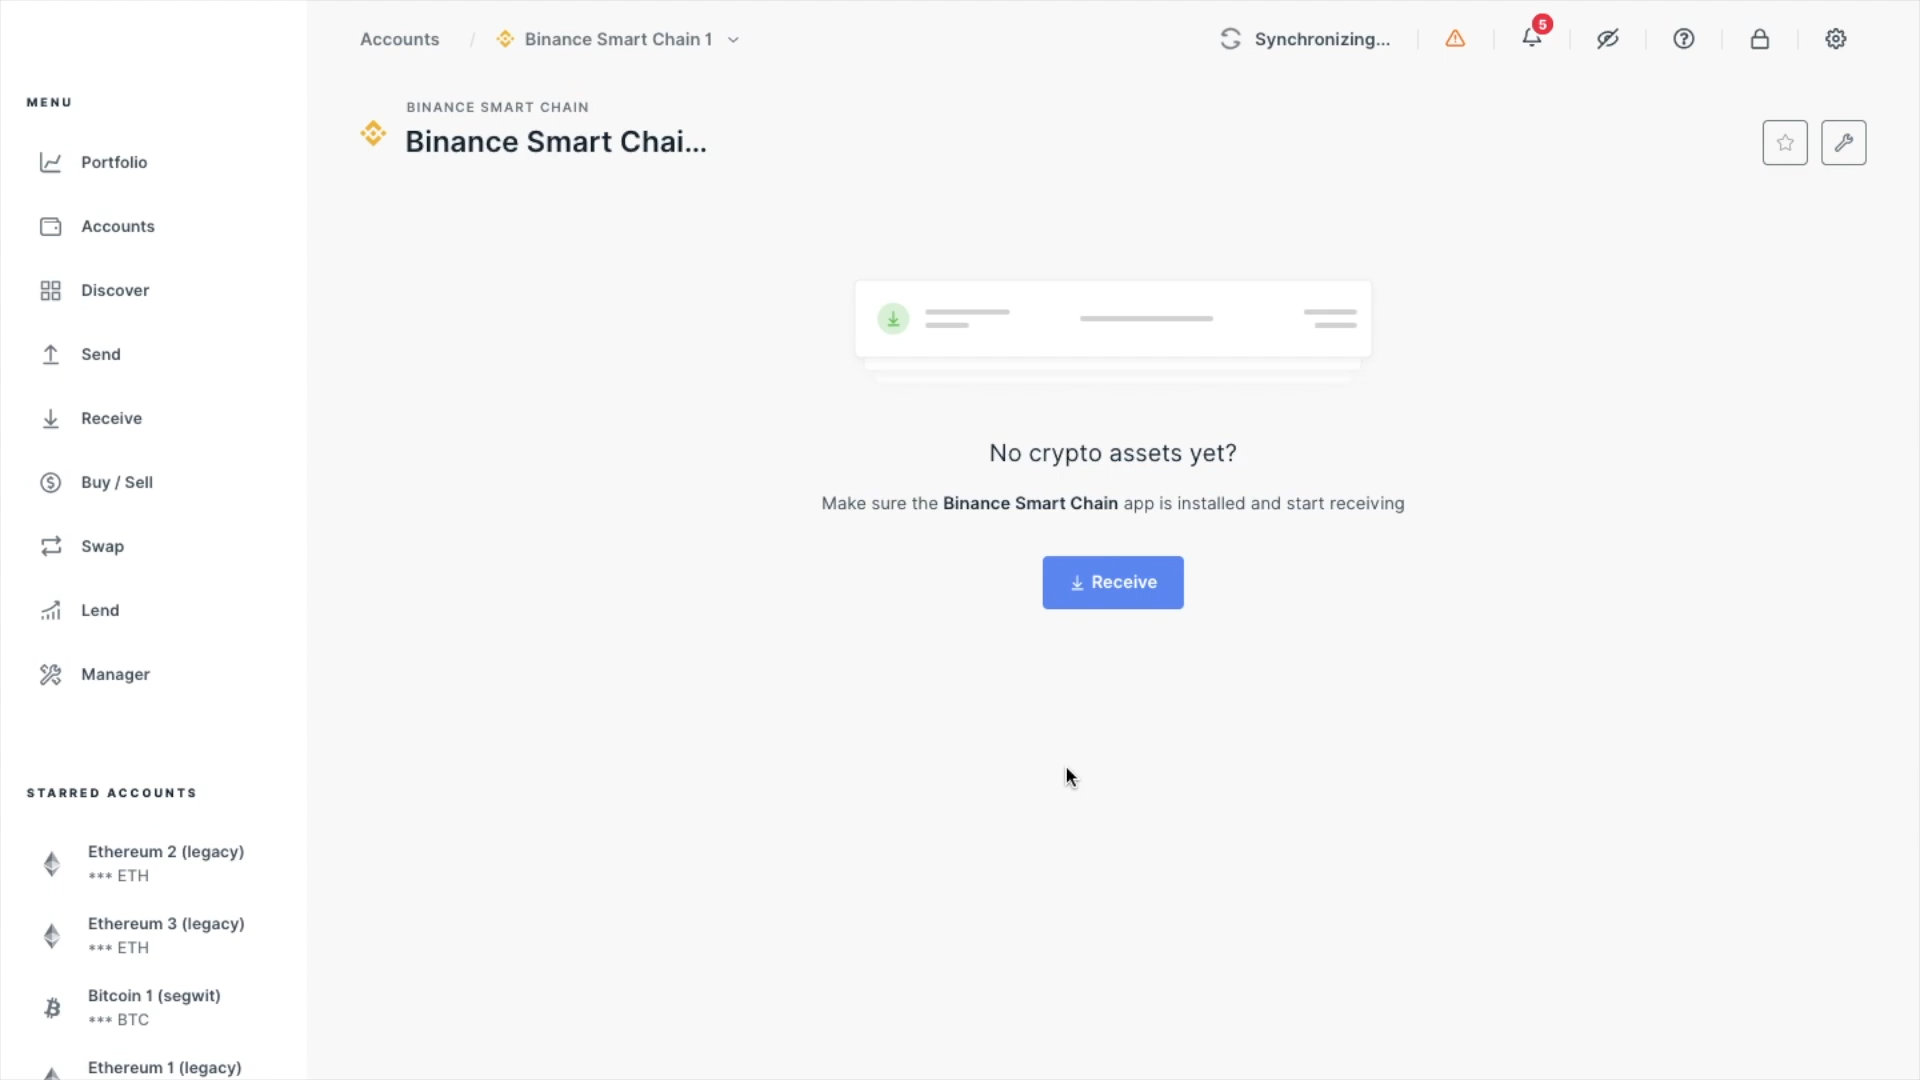 Accounts / Binance Smart Chain 1
Synchronizing...
5
MENU
Portfolio
Accounts
Discover
Send
Receive
Buy / Sell
Swap
Lend
Manager
STARRED ACCOUNTS
Ethereum 2 (legacy)
*** ETH
Ethereum 3 (legacy)
*** ETH
Bitcoin 1 (segwit)
*** BTC
Ethereum 1 (legacy)
BINANCE SMART CHAIN
Binance Smart Chai...
No crypto assets yet?
Make sure the Binance Smart Chain app is installed and start receiving
Receive